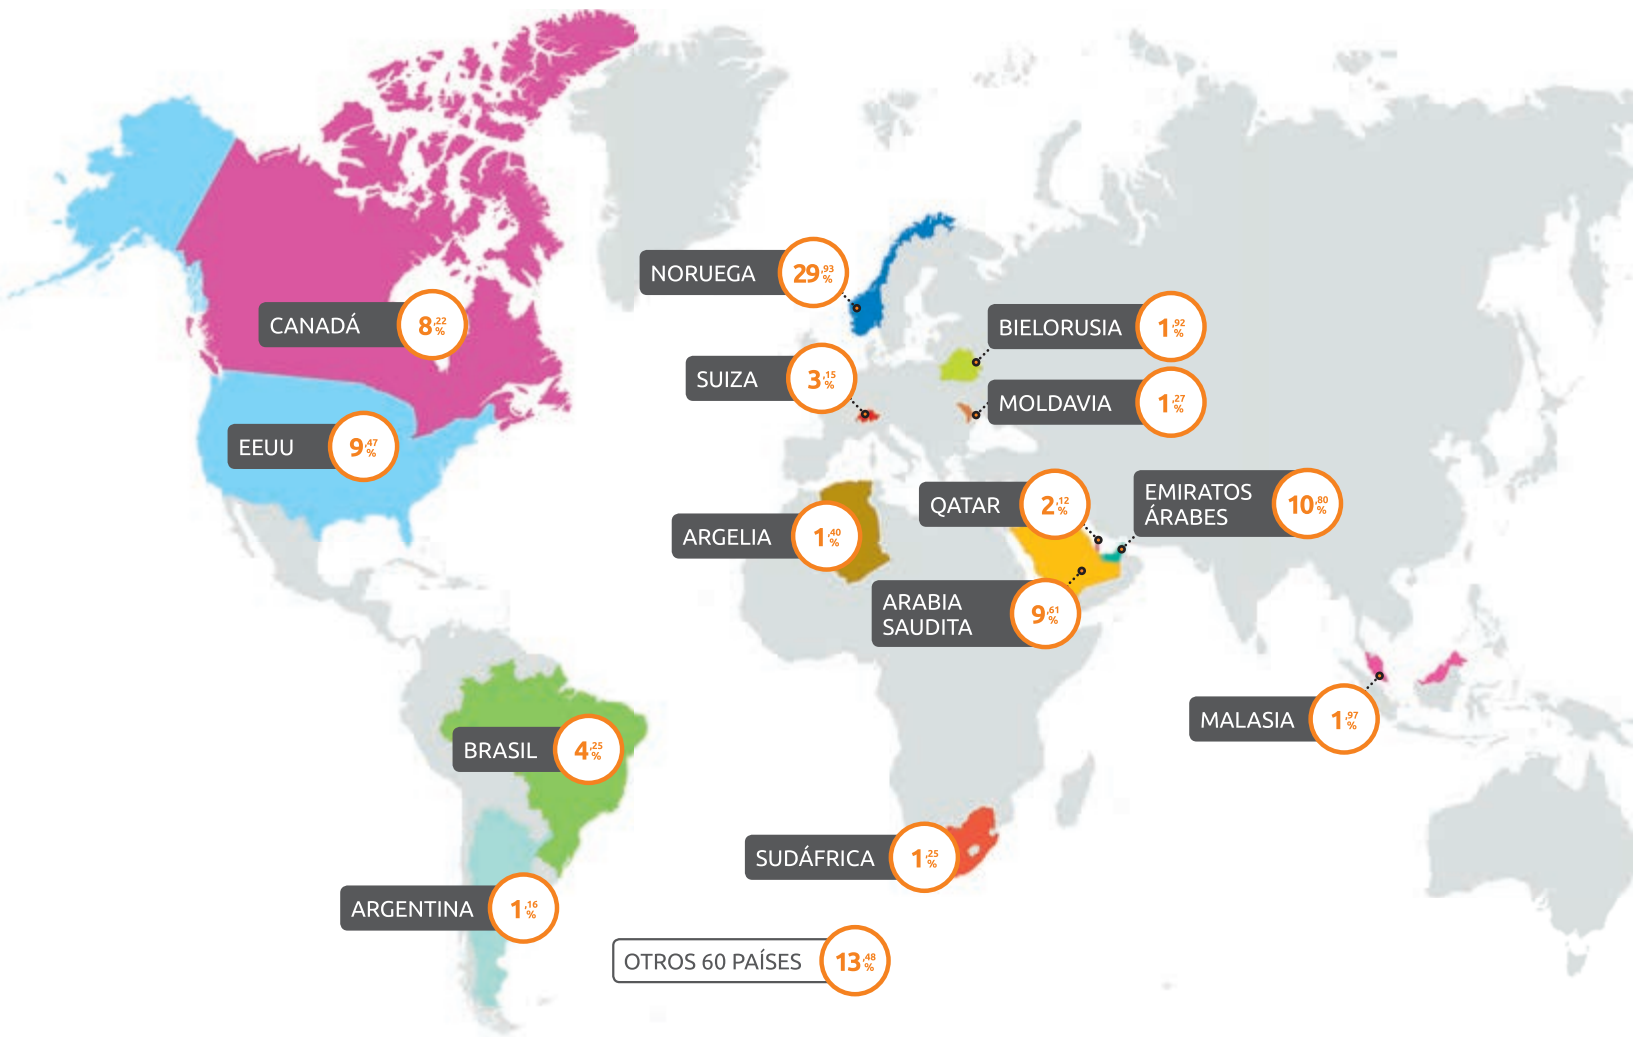 NORUEGA 29,93%
CANADÁ 8,22%
BIELORUSIA 1,92%
SUIZA 3,15%
MOLDAVIA 1,27%
EEUU 9,47%
QATAR 2,12%
EMIRATOS
ÁRABES 10,80%
ARGELIA 1,40%
ARABIA
SAUDITA 9,61%
MALASIA 1,97%
BRASIL 4,25%
SUDÁFRICA 1,25%
ARGENTINA 1,16%
OTROS 60 PAÍSES 13,48%